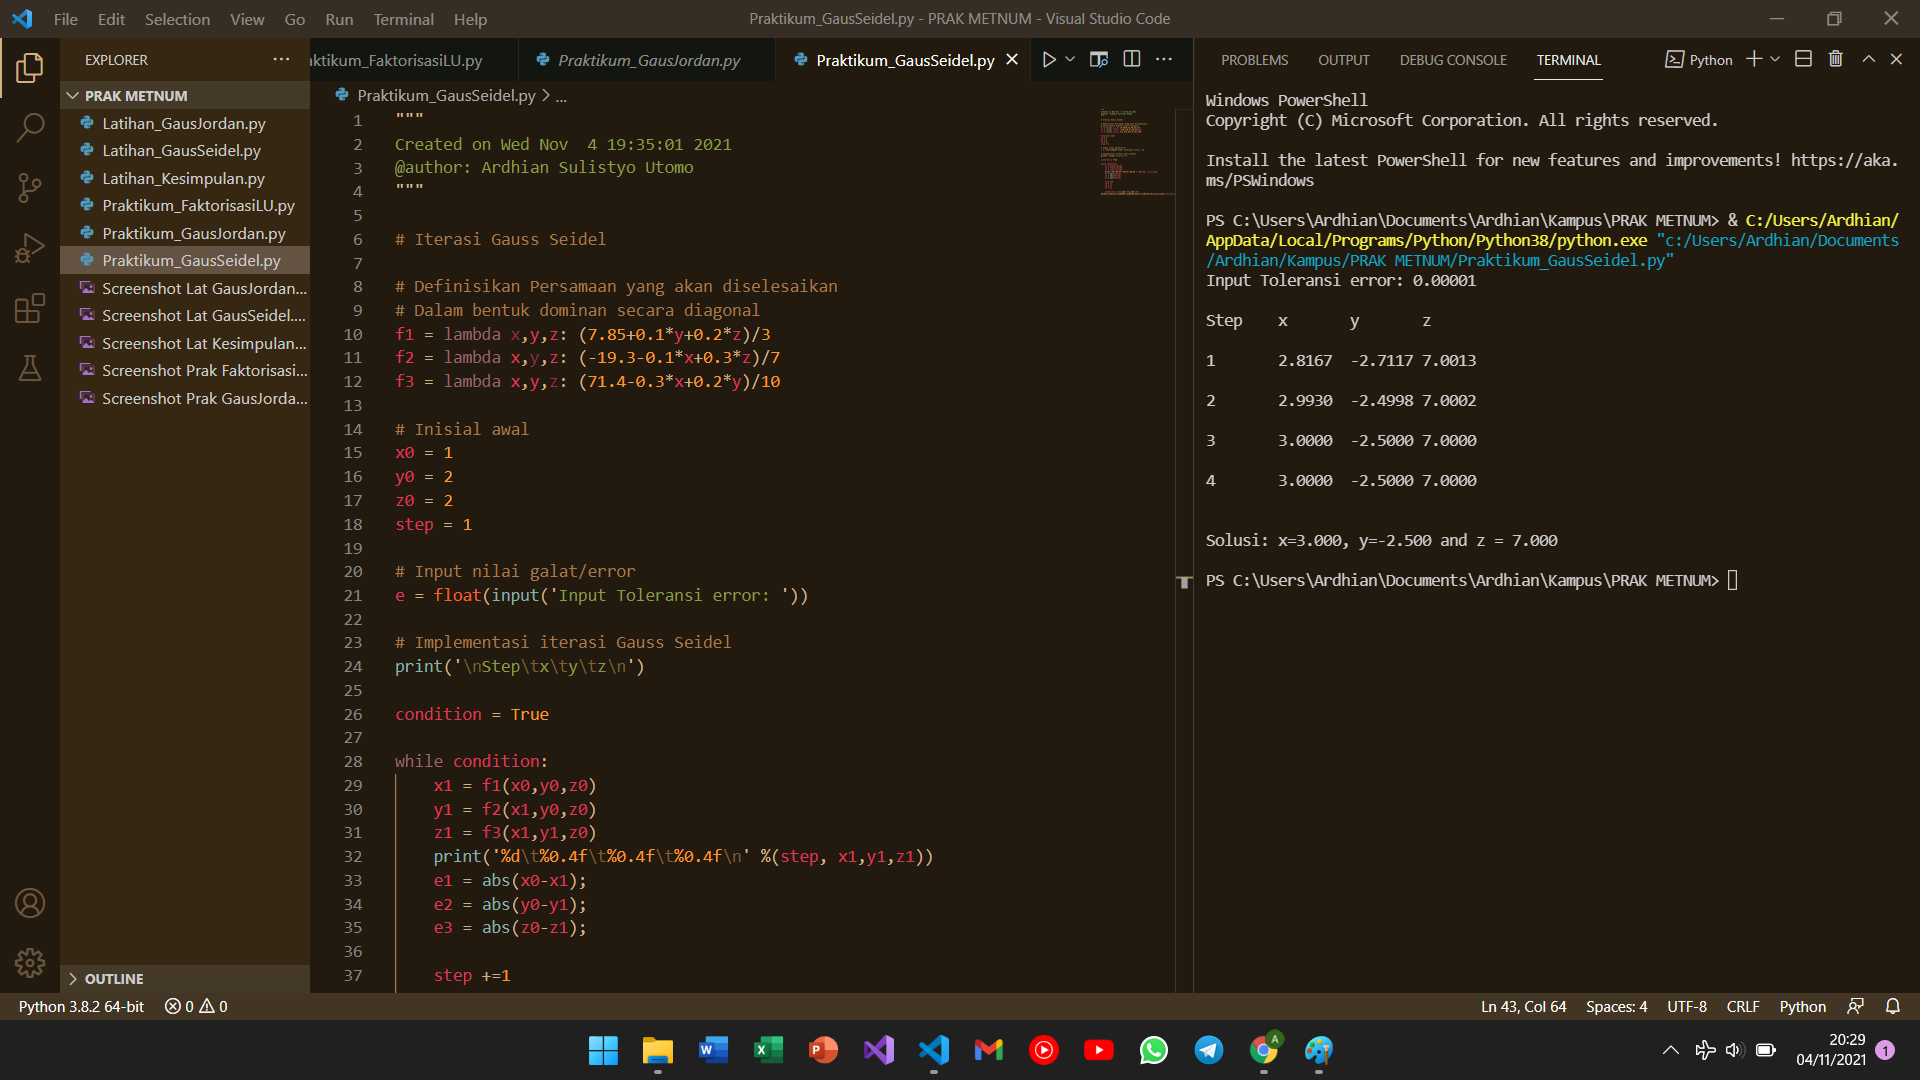 File Edit Selection View Go Run Terminal Help
Praktikum_GausSeidel.py - PRAK METNUM - Visual Studio Code
EXPLORER
PRAK METNUM
Latihan_GausJordan.py
Latihan_GausSeidel.py
Latihan_Kesimpulan.py
Praktikum_FaktorisasiLU.py
Praktikum_GausJordan.py
Praktikum_GausSeidel.py
Screenshot Lat GausJordan...
Screenshot Lat GausSeidel....
Screenshot Lat Kesimpulan...
Screenshot Prak Faktorisasi...
Screenshot Prak GausJorda...
OUTLINE
aktikum_FaktorisasiLU.py Praktikum_GausJordan.py Praktikum_GausSeidel.py
Praktikum_GausSeidel.py > ...
1 """
2 Created on Wed Nov  4 19:35:01 2021
3 @author: Ardhian Sulistyo Utomo
4 """
5
6 # Iterasi Gauss Seidel
7
8 # Definisikan Persamaan yang akan diselesaikan
9 # Dalam bentuk dominan secara diagonal
10 f1 = lambda x,y,z: (7.85+0.1*y+0.2*z)/3
11 f2 = lambda x,y,z: (-19.3-0.1*x+0.3*z)/7
12 f3 = lambda x,y,z: (71.4-0.3*x+0.2*y)/10
13
14 # Inisial awal
15 x0 = 1
16 y0 = 2
17 z0 = 2
18 step = 1
19
20 # Input nilai galat/error
21 e = float(input('Input Toleransi error: '))
22
23 # Implementasi iterasi Gauss Seidel
24 print('\nStep\tx\ty\tz\n')
25
26 condition = True
27
28 while condition:
29     x1 = f1(x0,y0,z0)
30     y1 = f2(x1,y0,z0)
31     z1 = f3(x1,y1,z0)
32     print('%d\t%0.4f\t%0.4f\t%0.4f\n' %(step, x1,y1,z1))
33     e1 = abs(x0-x1);
34     e2 = abs(y0-y1);
35     e3 = abs(z0-z1);
36
37     step +=1
PROBLEMS OUTPUT DEBUG CONSOLE TERMINAL Python
Windows PowerShell
Copyright (C) Microsoft Corporation. All rights reserved.
Install the latest PowerShell for new features and improvements! https://aka.
ms/PSWindows
PS C:\Users\Ardhian\Documents\Ardhian\Kampus\PRAK METNUM> & C:/Users/Ardhian/
AppData/Local/Programs/Python/Python38/python.exe "c:/Users/Ardhian/Documents
/Ardhian/Kampus/PRAK METNUM/Praktikum_GausSeidel.py"
Input Toleransi error: 0.00001
Step x y z
1 2.8167 -2.7117 7.0013
2 2.9930 -2.4998 7.0002
3 3.0000 -2.5000 7.0000
4 3.0000 -2.5000 7.0000
Solusi: x=3.000, y=-2.500 and z = 7.000
PS C:\Users\Ardhian\Documents\Ardhian\Kampus\PRAK METNUM>
Python 3.8.2 64-bit 0 0 Ln 43, Col 64 Spaces: 4 UTF-8 CRLF Python
20:29
04/11/2021 1